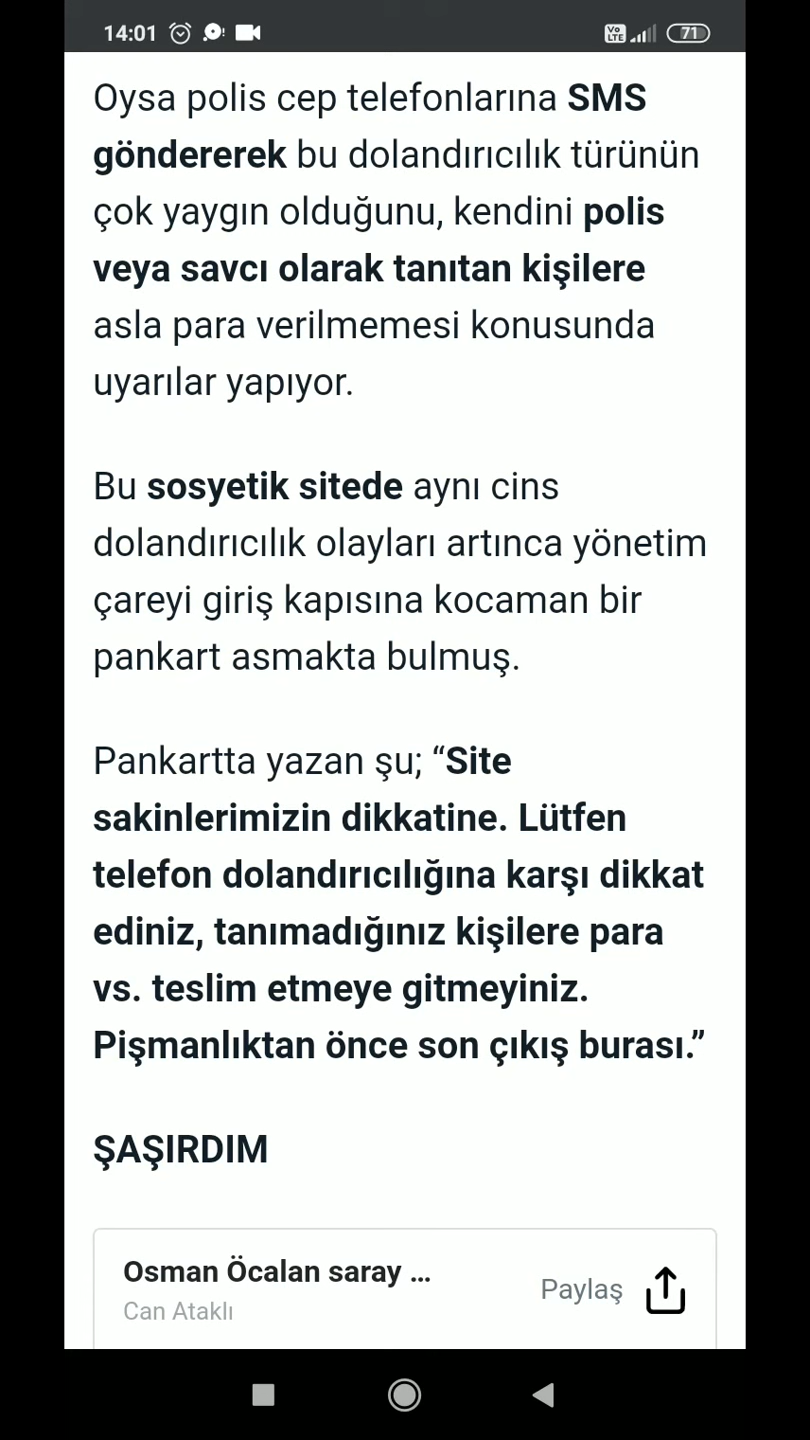 14:01
Vo LTE
71
Oysa polis cep telefonlarına SMS
göndererek bu dolandırıcılık türünün
çok yaygın olduğunu, kendini polis
veya savcı olarak tanıtan kişilere
asla para verilmemesi konusunda
uyarılar yapıyor.
Bu sosyetik sitede aynı cins
dolandırıcılık olayları artınca yönetim
çareyi giriş kapısına kocaman bir
pankart asmakta bulmuş.
Pankartta yazan şu; “Site
sakinlerimizin dikkatine. Lütfen
telefon dolandırıcılığına karşı dikkat
ediniz, tanımadığınız kişilere para
vs. teslim etmeye gitmeyiniz.
Pişmanlıktan önce son çıkış burası.”
ŞAŞIRDIM
Osman Öcalan saray ...
Can Ataklı
Paylaş